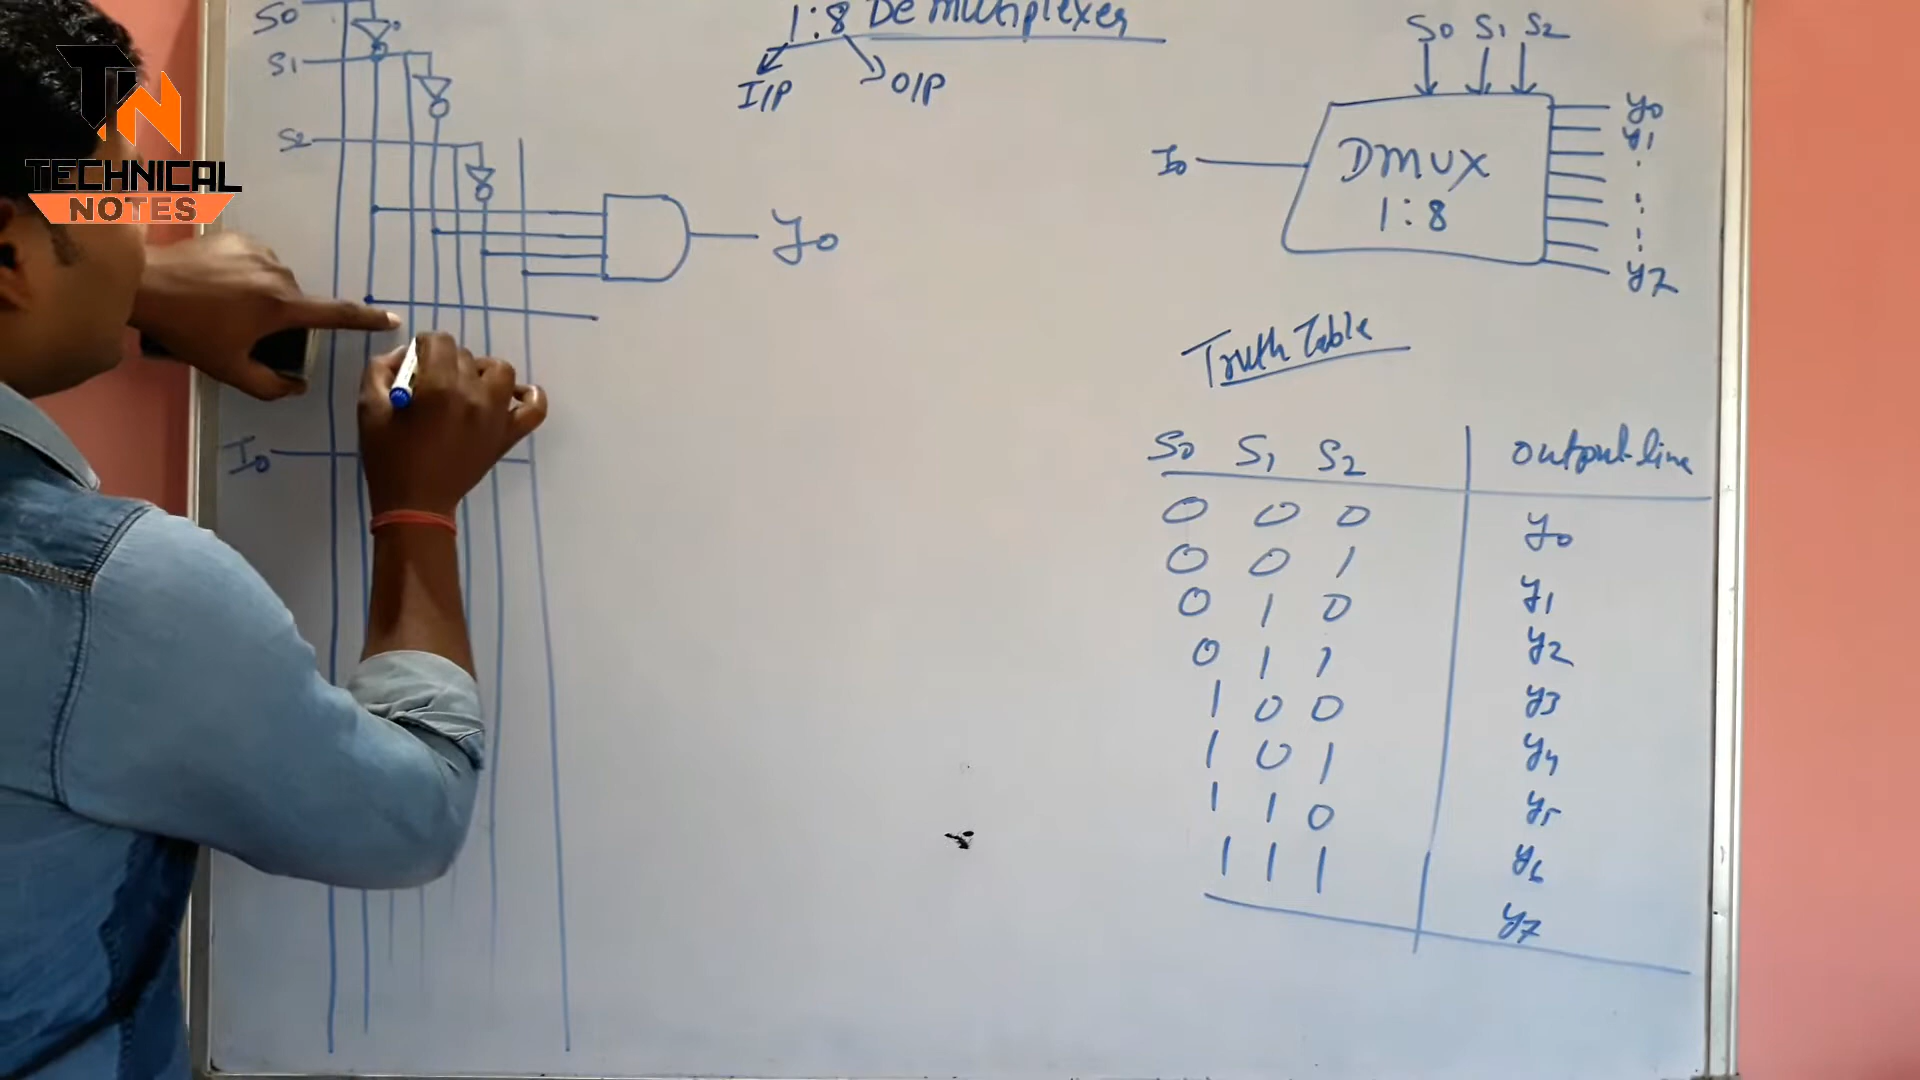 1:8 De multiplexer
I/P O/P
S0
S1
S2
y0
I0
S0 S1 S2
I0
DMUX
1:8
y0
y1
y7
Truth Table
S0 S1 S2 output line
0 0 0 y0
0 0 1 y1
0 1 0 y2
0 1 1 y3
1 0 0 y4
1 0 1 y5
1 1 0 y6
1 1 1 y7
TN
TECHNICAL
NOTES